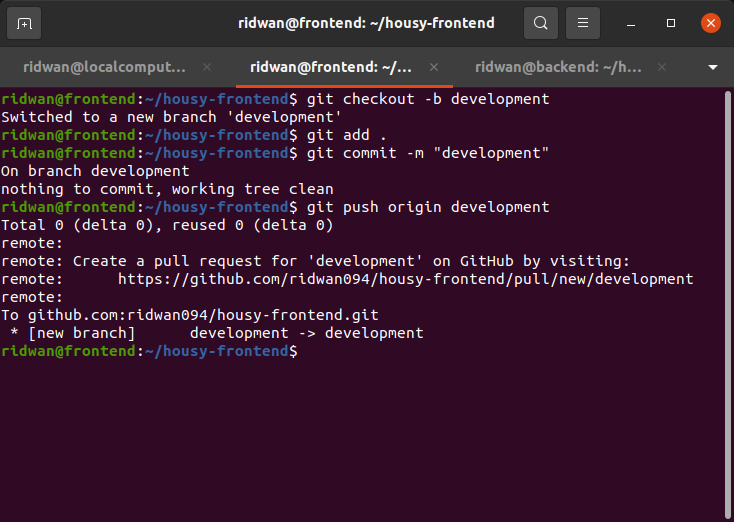 ridwan@frontend: ~/housy-frontend
ridwan@localcomput...
ridwan@frontend: ~/...
ridwan@backend: ~/h...
ridwan@frontend:~/housy-frontend$ git checkout -b development
Switched to a new branch 'development'
ridwan@frontend:~/housy-frontend$ git add .
ridwan@frontend:~/housy-frontend$ git commit -m "development"
On branch development
nothing to commit, working tree clean
ridwan@frontend:~/housy-frontend$ git push origin development
Total 0 (delta 0), reused 0 (delta 0)
remote:
remote: Create a pull request for 'development' on GitHub by visiting:
remote:      https://github.com/ridwan094/housy-frontend/pull/new/development
remote:
To github.com:ridwan094/housy-frontend.git
 * [new branch]      development -> development
ridwan@frontend:~/housy-frontend$